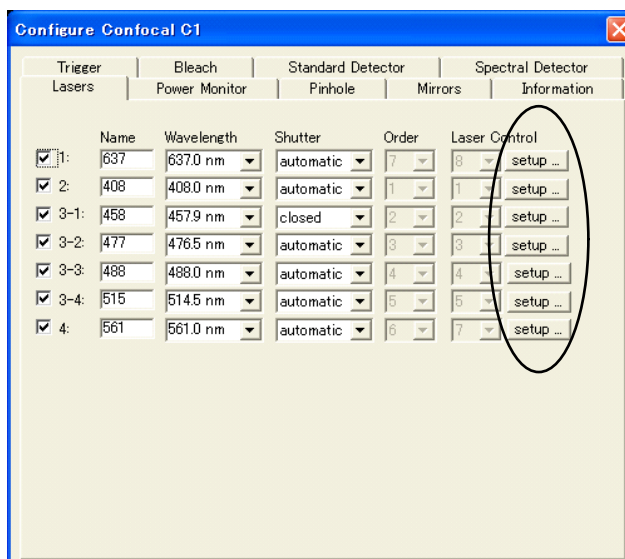 Configure Confocal C1
Trigger Bleach Standard Detector Spectral Detector
Lasers Power Monitor Pinhole Mirrors Information
Name Wavelength Shutter Order Laser Control
1: 637 637.0 nm automatic 7 8 setup ...
2: 408 408.0 nm automatic 1 1 setup ...
3-1: 458 457.9 nm closed 2 2 setup ...
3-2: 477 476.5 nm automatic 3 3 setup ...
3-3: 488 488.0 nm automatic 4 4 setup ...
3-4: 515 514.5 nm automatic 5 5 setup ...
4: 561 561.0 nm automatic 6 7 setup ...